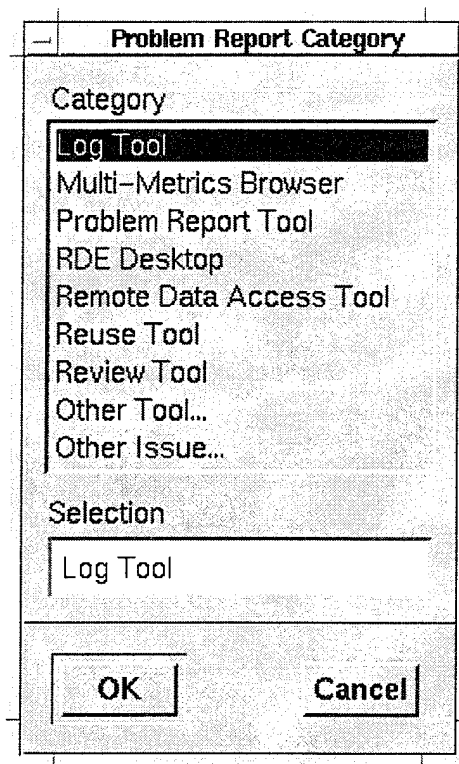 Problem Report Category
Category
Log Tool
Multi-Metrics Browser
Problem Report Tool
RDE Desktop
Remote Data Access Tool
Reuse Tool
Review Tool
Other Tool...
Other Issue...
Selection
Log Tool
OK Cancel